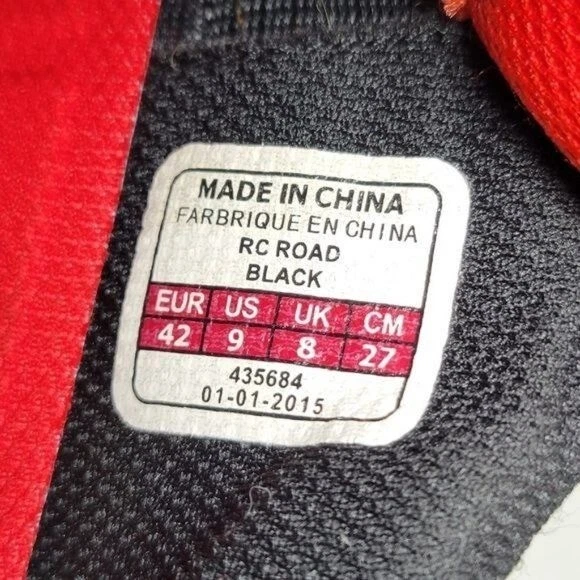 MADE IN CHINA
FARBRIQUE EN CHINA
RC ROAD
BLACK
EUR US UK CM
42 9 8 27
435684
01-01-2015